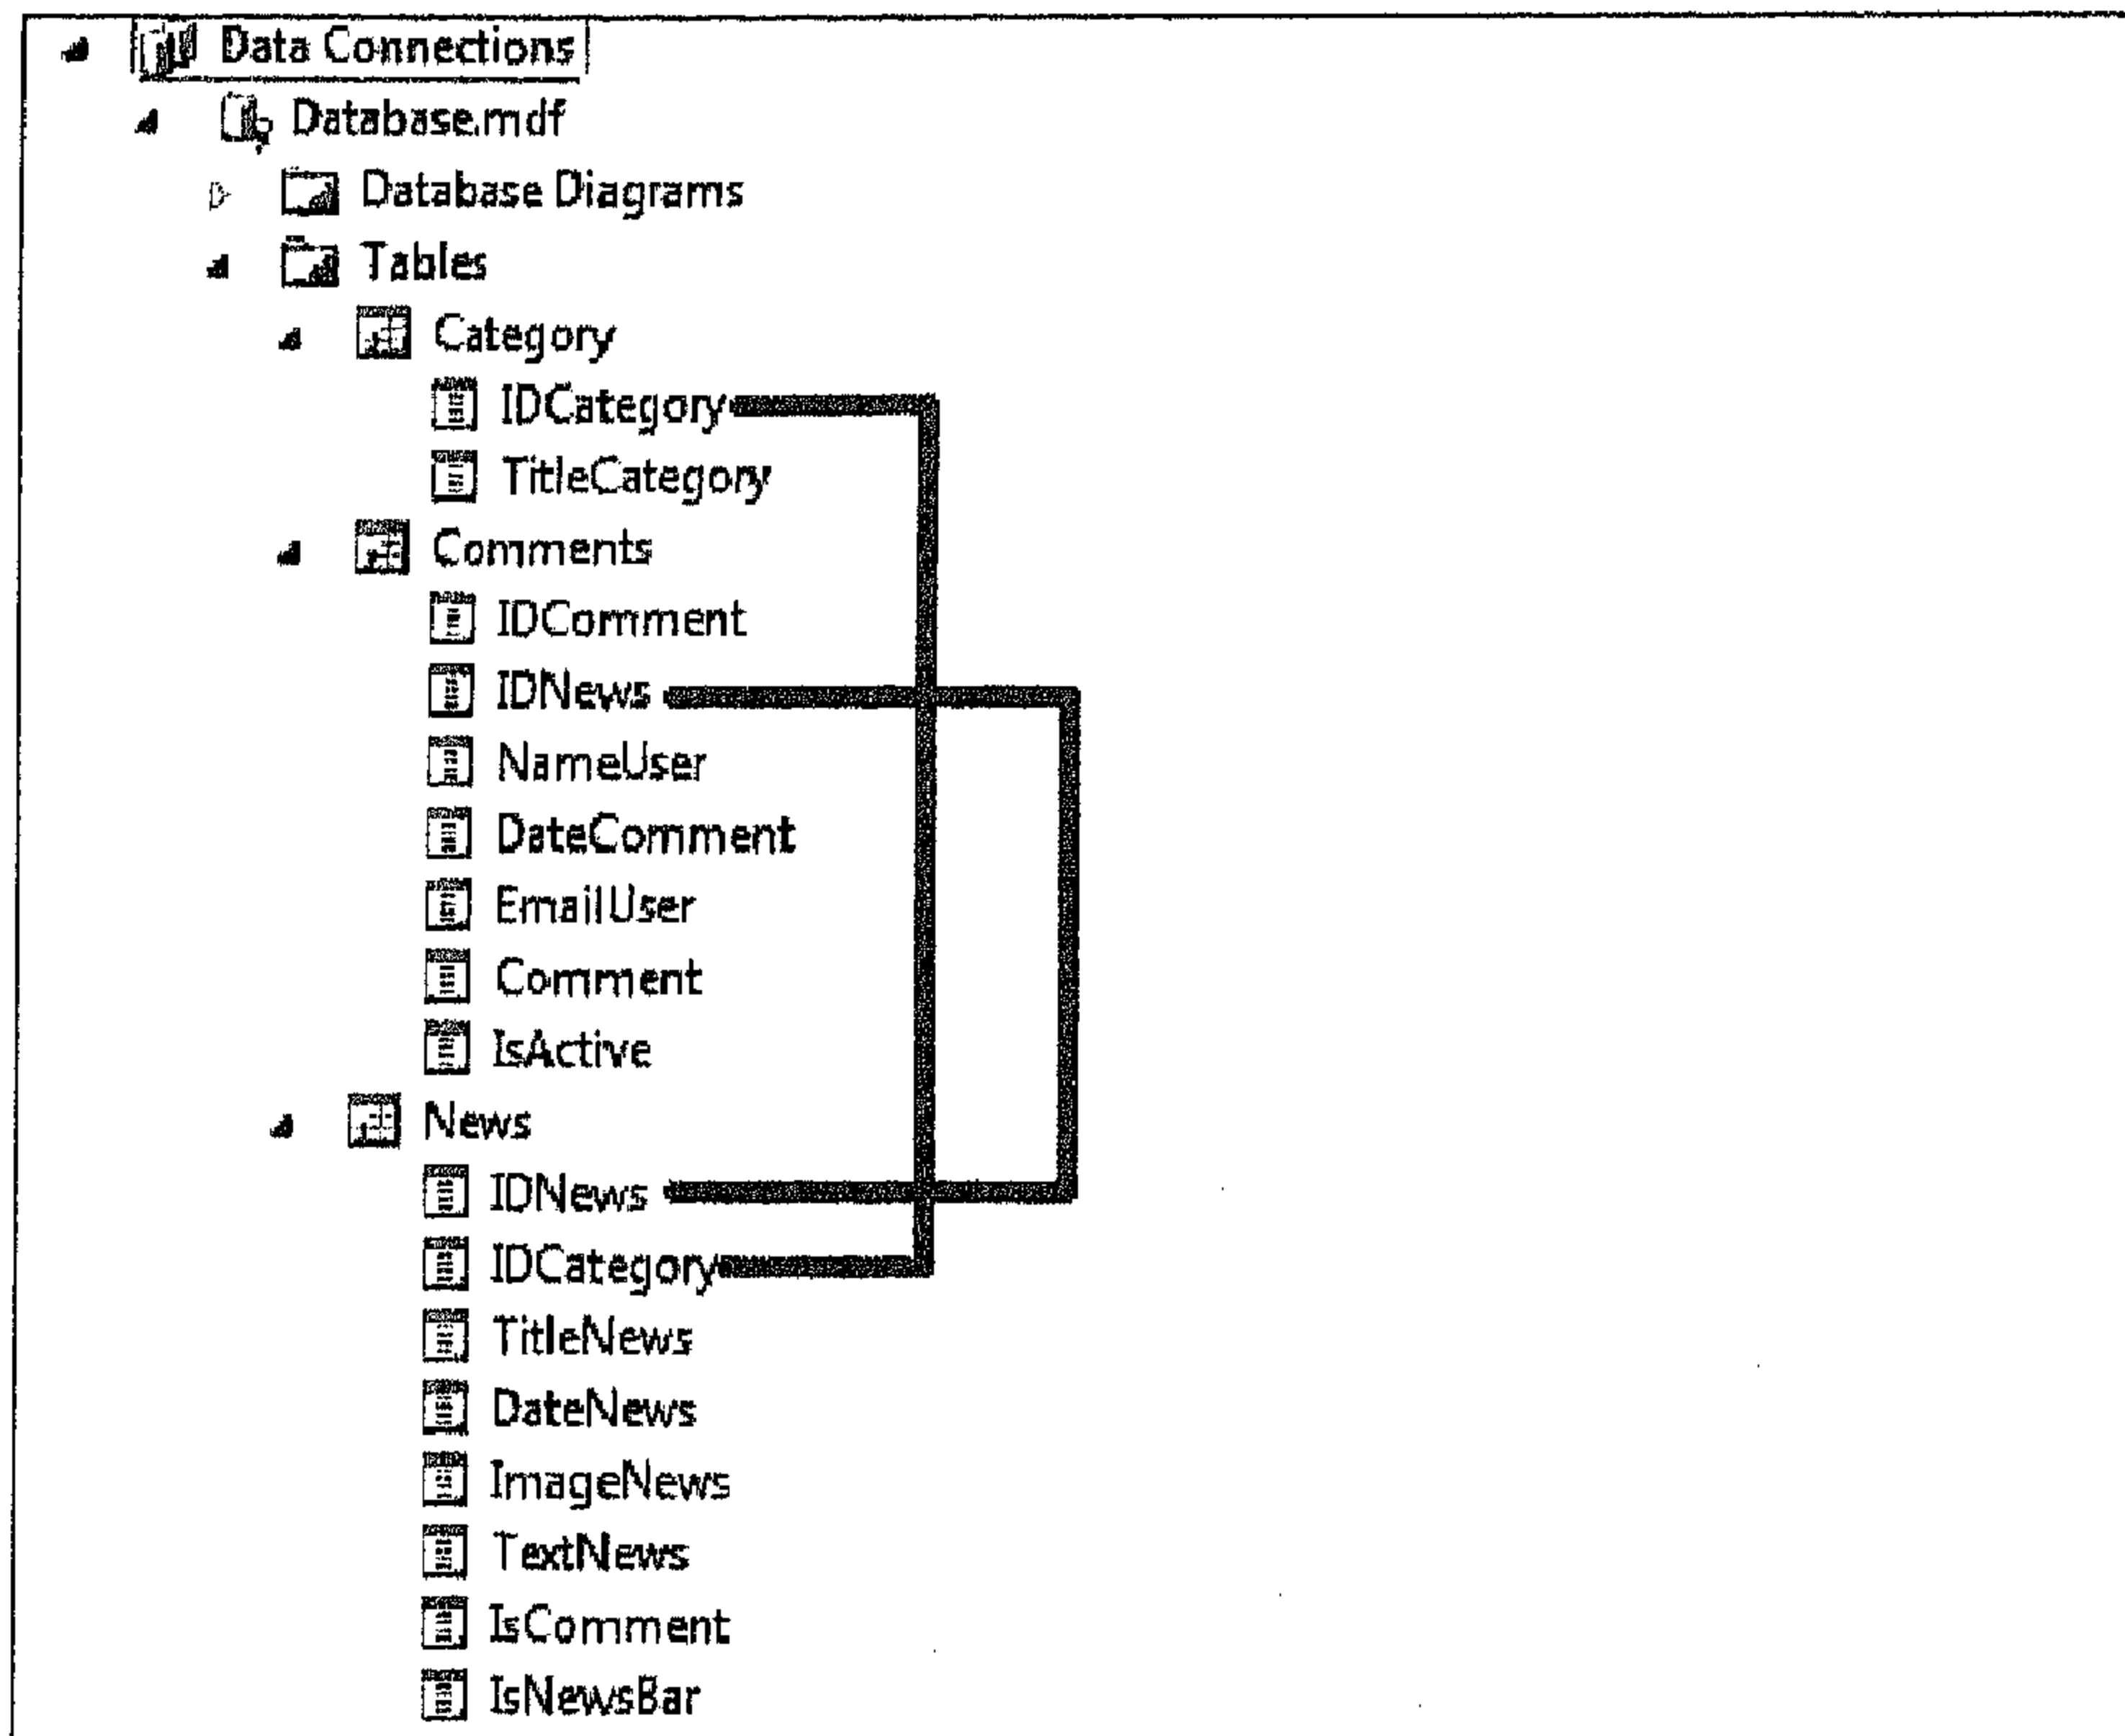 Data Connections
Database.mdf
Database Diagrams
Tables
Category
IDCategory
TitleCategory
Comments
IDComment
IDNews
NameUser
DateComment
EmailUser
Comment
IsActive
News
IDNews
IDCategory
TitleNews
DateNews
ImageNews
TextNews
IsComment
IsNewsBar